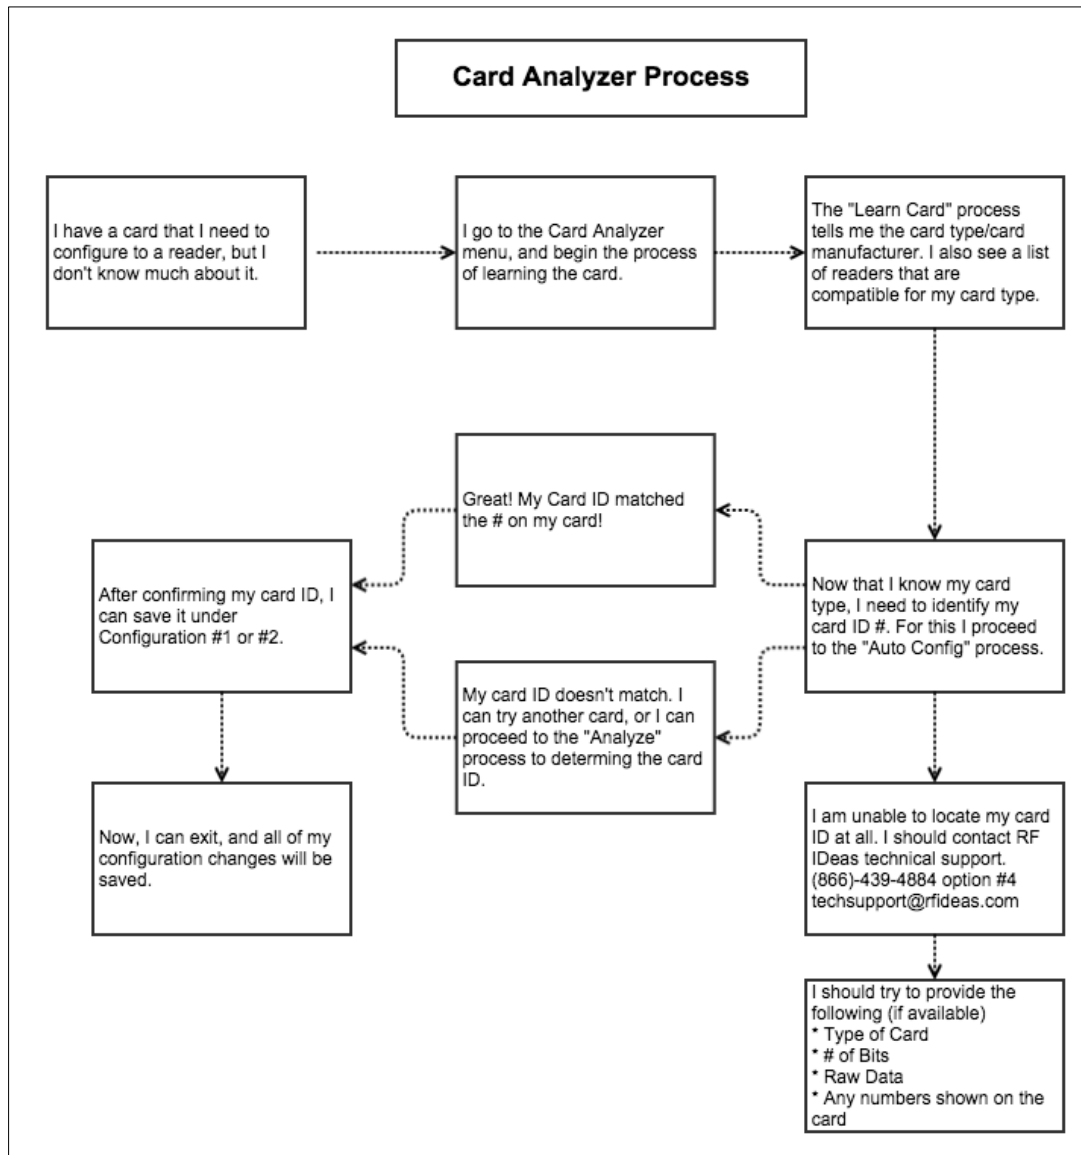 Card Analyzer Process
I have a card that I need to
configure to a reader, but I
don't know much about it.
I go to the Card Analyzer
menu, and begin the process
of learning the card.
The "Learn Card" process
tells me the card type/card
manufacturer. I also see a list
of readers that are
compatible for my card type.
Great! My Card ID matched
the # on my card!
After confirming my card ID, I
can save it under
Configuration #1 or #2.
Now that I know my card
type, I need to identify my
card ID #. For this I proceed
to the "Auto Config" process.
My card ID doesn't match. I
can try another card, or I can
proceed to the "Analyze"
process to determing the card
ID.
Now, I can exit, and all of my
configuration changes will be
saved.
I am unable to locate my card
ID at all. I should contact RF
IDeas technical support.
(866)-439-4884 option #4
techsupport@rfideas.com
I should try to provide the
following (if available)
* Type of Card
* # of Bits
* Raw Data
* Any numbers shown on the
card